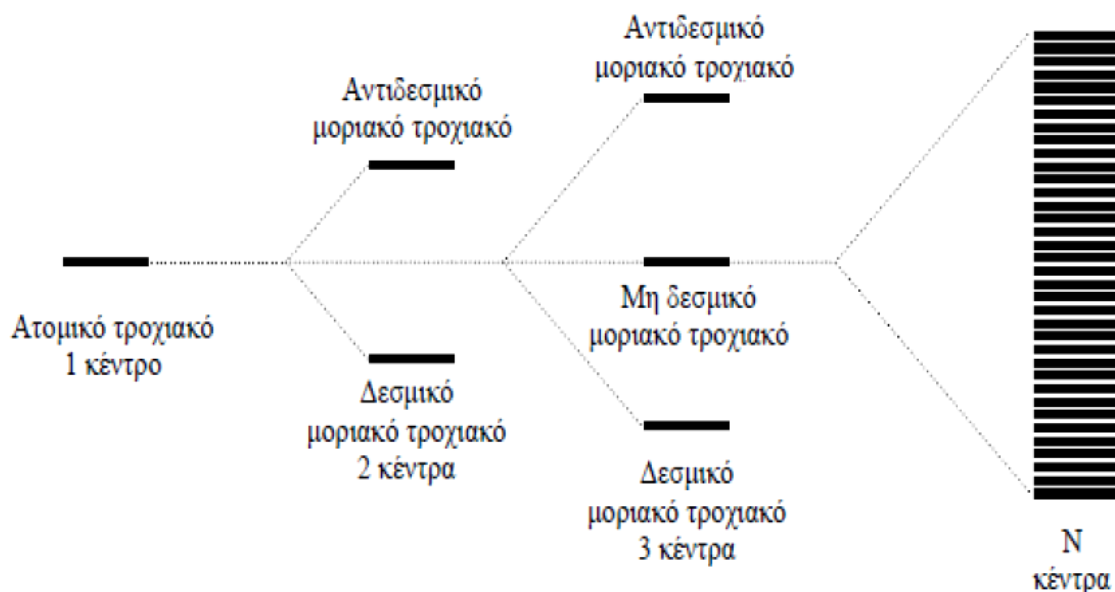 Ατομικό τροχιακό
1 κέντρο
Αντιδεσμικό
μοριακό τροχιακό
Δεσμικό
μοριακό τροχιακό
2 κέντρα
Αντιδεσμικό
μοριακό τροχιακό
Μη δεσμικό
μοριακό τροχιακό
Δεσμικό
μοριακό τροχιακό
3 κέντρα
Ν
κέντρα